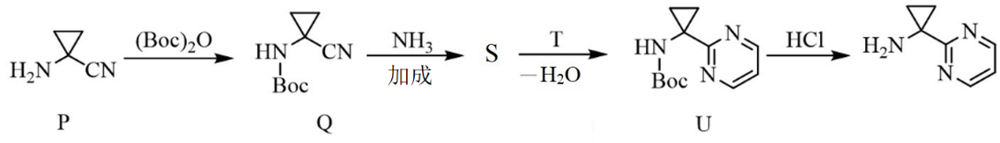 H₂N CN
P
(Boc)₂O
HN CN
Boc
Q
NH₃
加成
S
T
−H₂O
HN N
N
Boc
U
HCl
H₂N N
N